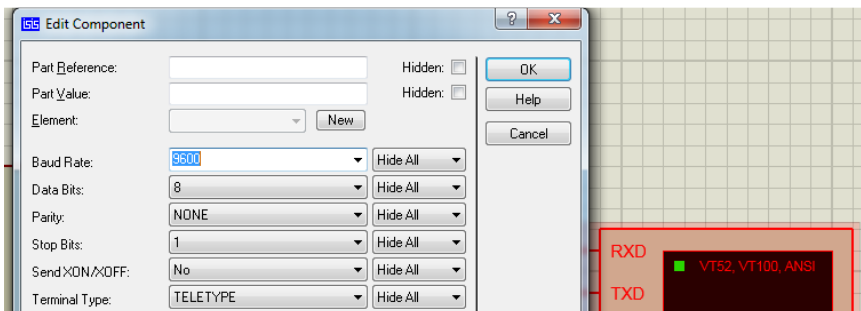 ISIS Edit Component
Part Reference: Hidden: OK
Part Value: Hidden: Help
Element: New Cancel
Baud Rate: 9600 Hide All
Data Bits: 8 Hide All
Parity: NONE Hide All
Stop Bits: 1 Hide All
Send XON/XOFF: No Hide All
Terminal Type: TELETYPE Hide All
RXD
VT52, VT100, ANSI
TXD